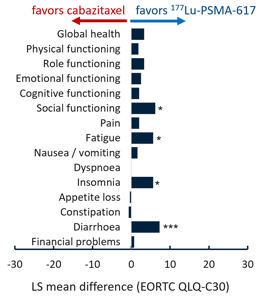 favors cabazitaxel favors ¹⁷⁷Lu-PSMA-617
Global health
Physical functioning
Role functioning
Emotional functioning
Cognitive functioning
Social functioning *
Pain
Fatigue *
Nausea / vomiting
Dyspnoea
Insomnia *
Appetite loss
Constipation
Diarrhoea ***
Financial problems
-30 -20 -10 0 10 20 30
LS mean difference (EORTC QLQ-C30)